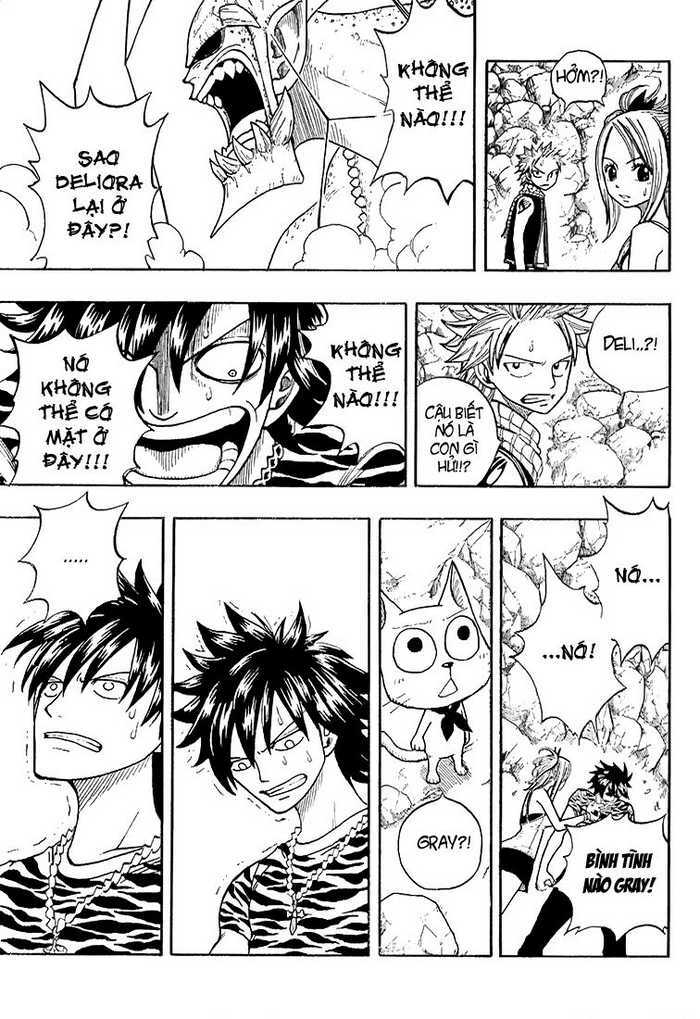 HỞM?!
KHÔNG
THỂ
NÀO!!!
SAO
DELIORA
LẠI Ở
ĐÂY?!
DELI..?!
CẬU BIẾT
NÓ LÀ
CON GÌ
HỬ!!?
KHÔNG
THỂ
NÀO!!!
NÓ
KHÔNG
THỂ CÓ
MẶT Ở
ĐÂY!!!
NÓ...
...NÓ!
BÌNH TĨNH
NÀO GRAY!
GRAY?!
.....